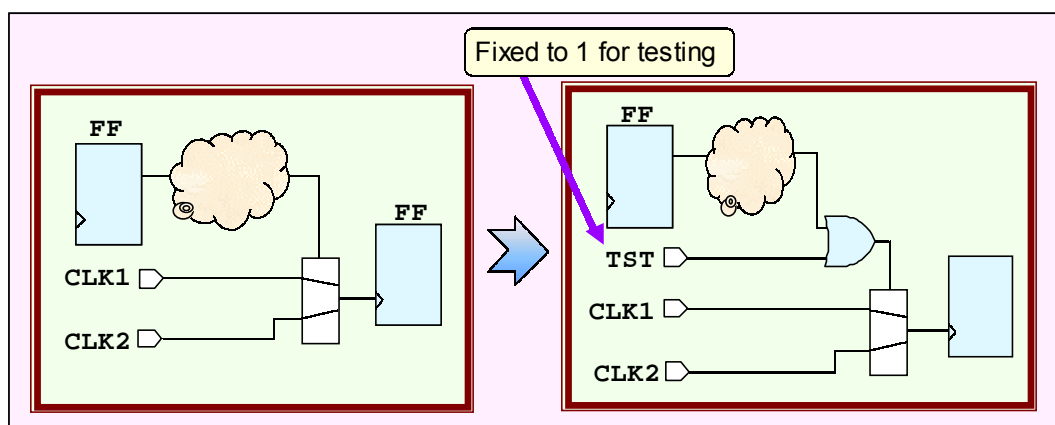 Fixed to 1 for testing
FF
FF
CLK1
CLK2
FF
TST
CLK1
CLK2